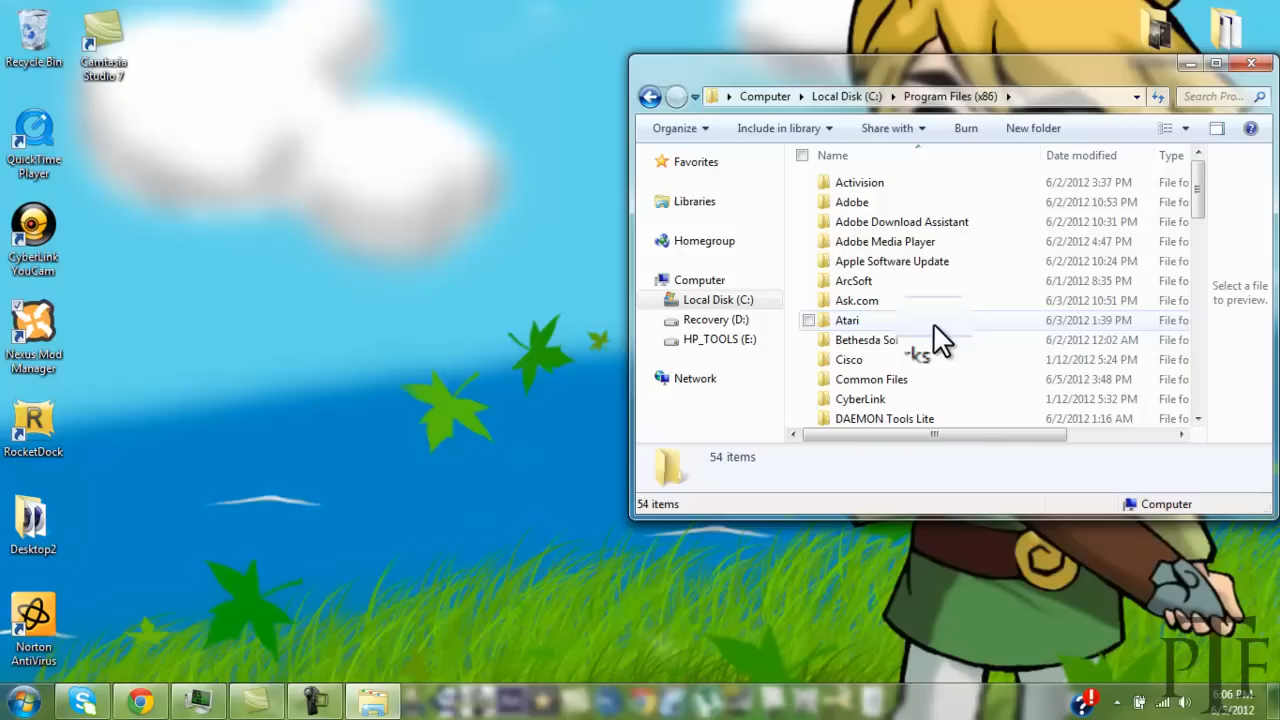 Recycle Bin
Camtasia
Studio 7
QuickTime
Player
CyberLink
YouCam
Nexus Mod
Manager
RocketDock
Desktop2
Norton
AntiVirus
Computer
Local Disk (C:)
Program Files (x86)
Search Pro...
Organize
Include in library
Share with
Burn
New folder
Favorites
Libraries
Homegroup
Computer
Local Disk (C:)
Recovery (D:)
HP_TOOLS (E:)
Network
Name Date modified Type
Activision 6/2/2012 3:37 PM File fo
Adobe 6/2/2012 10:53 PM File fo
Adobe Download Assistant 6/2/2012 10:31 PM File fo
Adobe Media Player 6/2/2012 4:47 PM File fo
Apple Software Update 6/2/2012 10:24 PM File fo
ArcSoft 6/1/2012 8:35 PM File fo
Ask.com 6/3/2012 10:51 PM File fo
Atari 6/3/2012 1:39 PM File fo
Bethesda So 6/2/2012 12:02 AM File fo
Cisco 1/12/2012 5:24 PM File fo
Common Files 6/5/2012 3:48 PM File fo
CyberLink 1/12/2012 5:32 PM File fo
DAEMON Tools Lite 6/2/2012 1:16 AM File fo
Select a file
to preview.
54 items
54 items
Computer
PJF
6:06 PM
6/5/2012